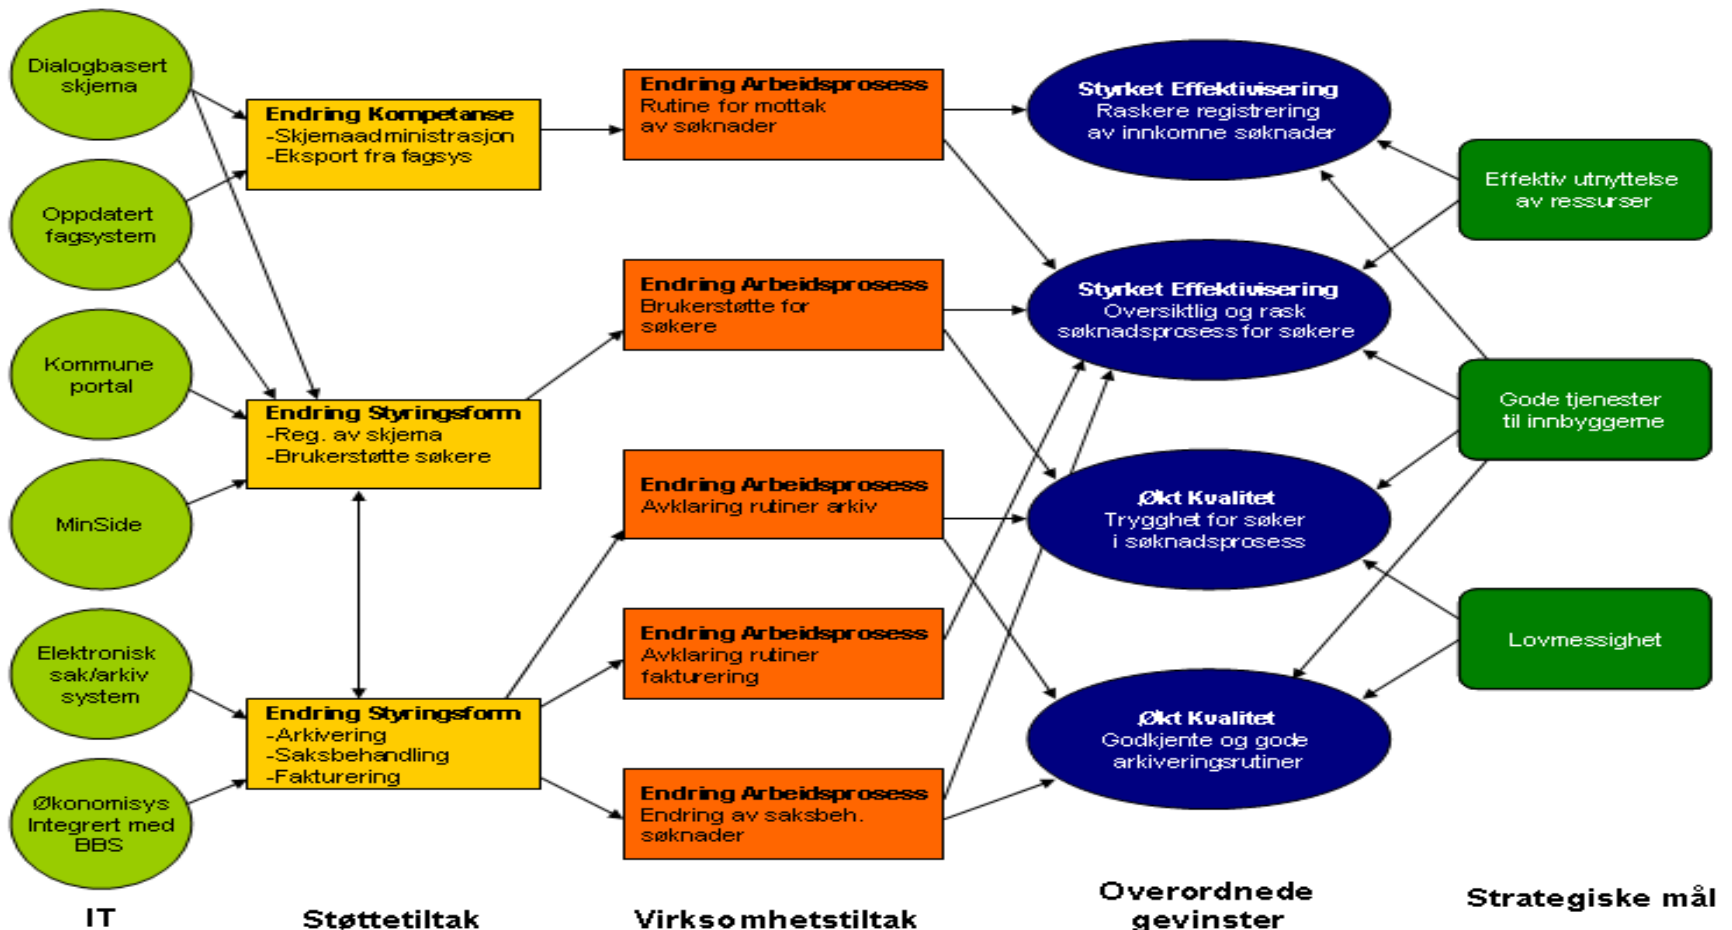 Dialogbasert
skjema
Oppdatert
fagsystem
Kommune
portal
MinSide
Elektronisk
sak/arkiv
system
Økonomisys
Integrert med
BBS
IT
Endring Kompetanse
-Skjemaadministrasjon
-Eksport fra fagsys
Endring Styringsform
-Reg. av skjema
-Brukerstøtte søkere
Endring Styringsform
-Arkivering
-Saksbehandling
-Fakturering
Støttetiltak
Endring Arbeidsprosess
Rutine for mottak
av søknader
Endring Arbeidsprosess
Brukerstøtte for
søkere
Endring Arbeidsprosess
Avklaring rutiner arkiv
Endring Arbeidsprosess
Avklaring rutiner
fakturering
Endring Arbeidsprosess
Endring av saksbeh.
søknader
Virksomhetstiltak
Styrket Effektivisering
Raskere registrering
av innkomne søknader
Styrket Effektivisering
Oversiktlig og rask
søknadsprosess for søkere
Økt Kvalitet
Trygghet for søker
i søknadsprosess
Økt Kvalitet
Godkjente og gode
arkiveringsrutiner
Overordnede
gevinster
Effektiv utnyttelse
av ressurser
Gode tjenester
til innbyggerne
Lovmessighet
Strategiske mål